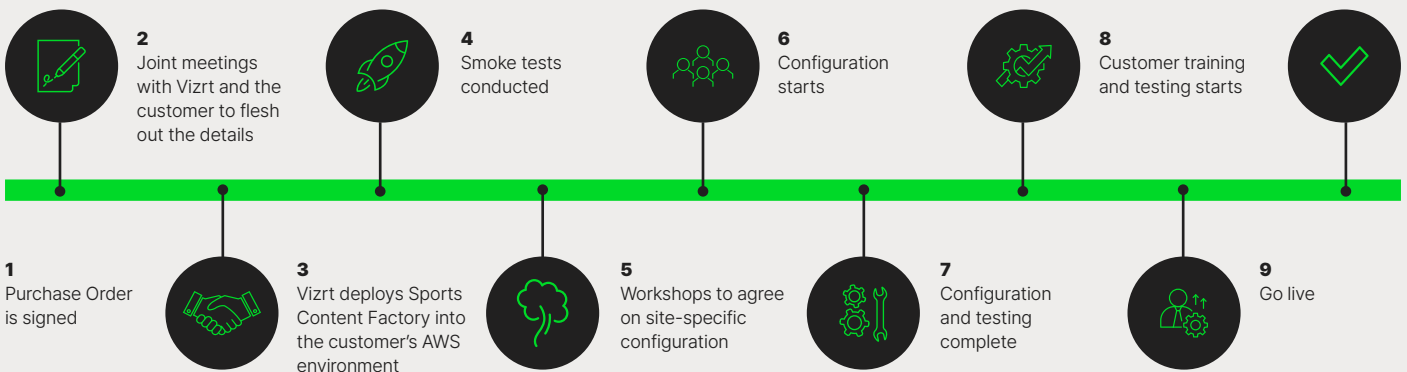 1
Purchase Order
is signed
2
Joint meetings
with Vizrt and the
customer to flesh
out the details
3
Vizrt deploys Sports
Content Factory into
the customer's AWS
environment
4
Smoke tests
conducted
5
Workshops to agree
on site-specific
configuration
6
Configuration
starts
7
Configuration
and testing
complete
8
Customer training
and testing starts
9
Go live